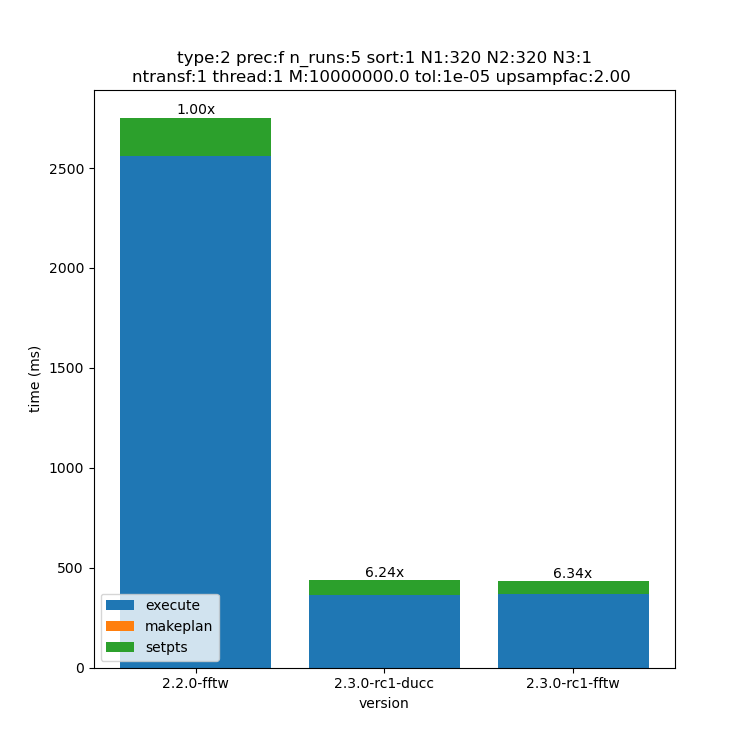 type:2 prec:f n_runs:5 sort:1 N1:320 N2:320 N3:1
ntransf:1 thread:1 M:10000000.0 tol:1e-05 upsampfac:2.00
1.00x
2500
2000
time (ms)
1500
1000
500
6.24x
6.34x
execute
makeplan
setpts
0
2.2.0-fftw
2.3.0-rc1-ducc
2.3.0-rc1-fftw
version